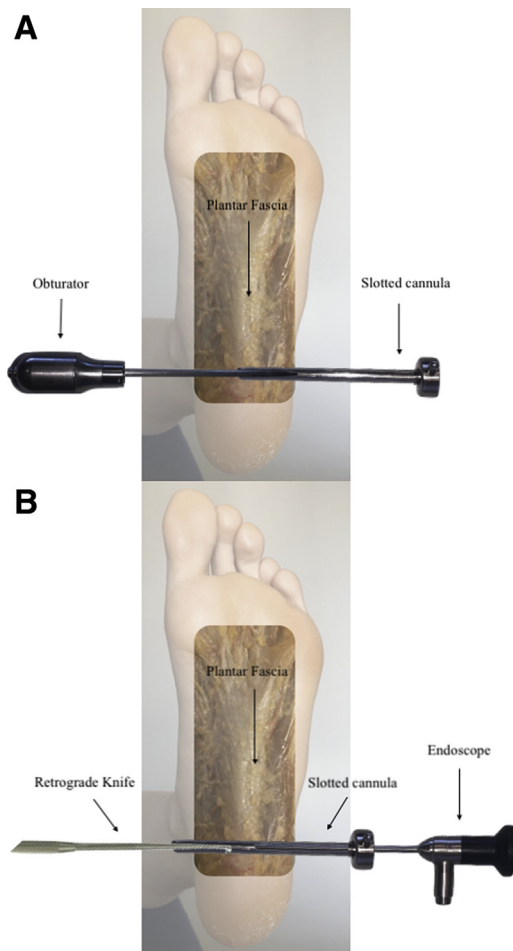 A
Plantar Fascia
Obturator
Slotted cannula
B
Plantar Fascia
Endoscope
Retrograde Knife
Slotted cannula